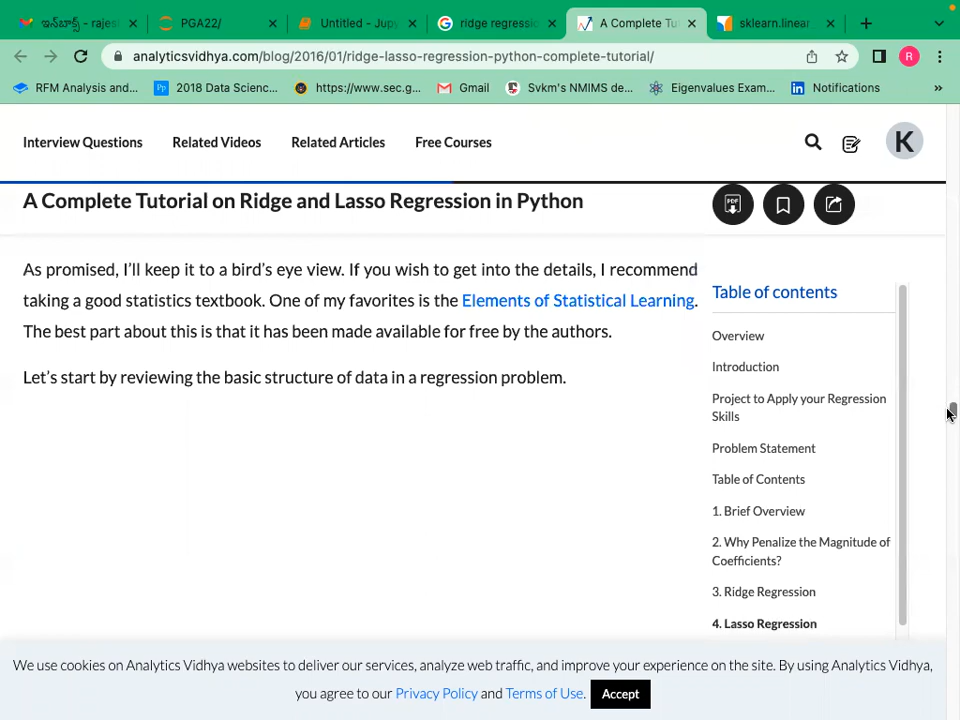 ఇన్‌బాక్స్ - rajes
PGA22/
Untitled - Jup
ridge regressi
A Complete Tu
sklearn.linear
analyticsvidhya.com/blog/2016/01/ridge-lasso-regression-python-complete-tutorial/
R
RFM Analysis and...
2018 Data Scienc...
https://www.sec.g...
Gmail
Svkm's NMIMS de...
Eigenvalues Exam...
Notifications
»
Interview Questions
Related Videos
Related Articles
Free Courses
K
A Complete Tutorial on Ridge and Lasso Regression in Python
PDF
As promised, I'll keep it to a bird's eye view. If you wish to get into the details, I recommend
taking a good statistics textbook. One of my favorites is the Elements of Statistical Learning.
The best part about this is that it has been made available for free by the authors.
Let's start by reviewing the basic structure of data in a regression problem.
Table of contents
Overview
Introduction
Project to Apply your Regression
Skills
Problem Statement
Table of Contents
1. Brief Overview
2. Why Penalize the Magnitude of
Coefficients?
3. Ridge Regression
4. Lasso Regression
We use cookies on Analytics Vidhya websites to deliver our services, analyze web traffic, and improve your experience on the site. By using Analytics Vidhya,
you agree to our Privacy Policy and Terms of Use.
Accept